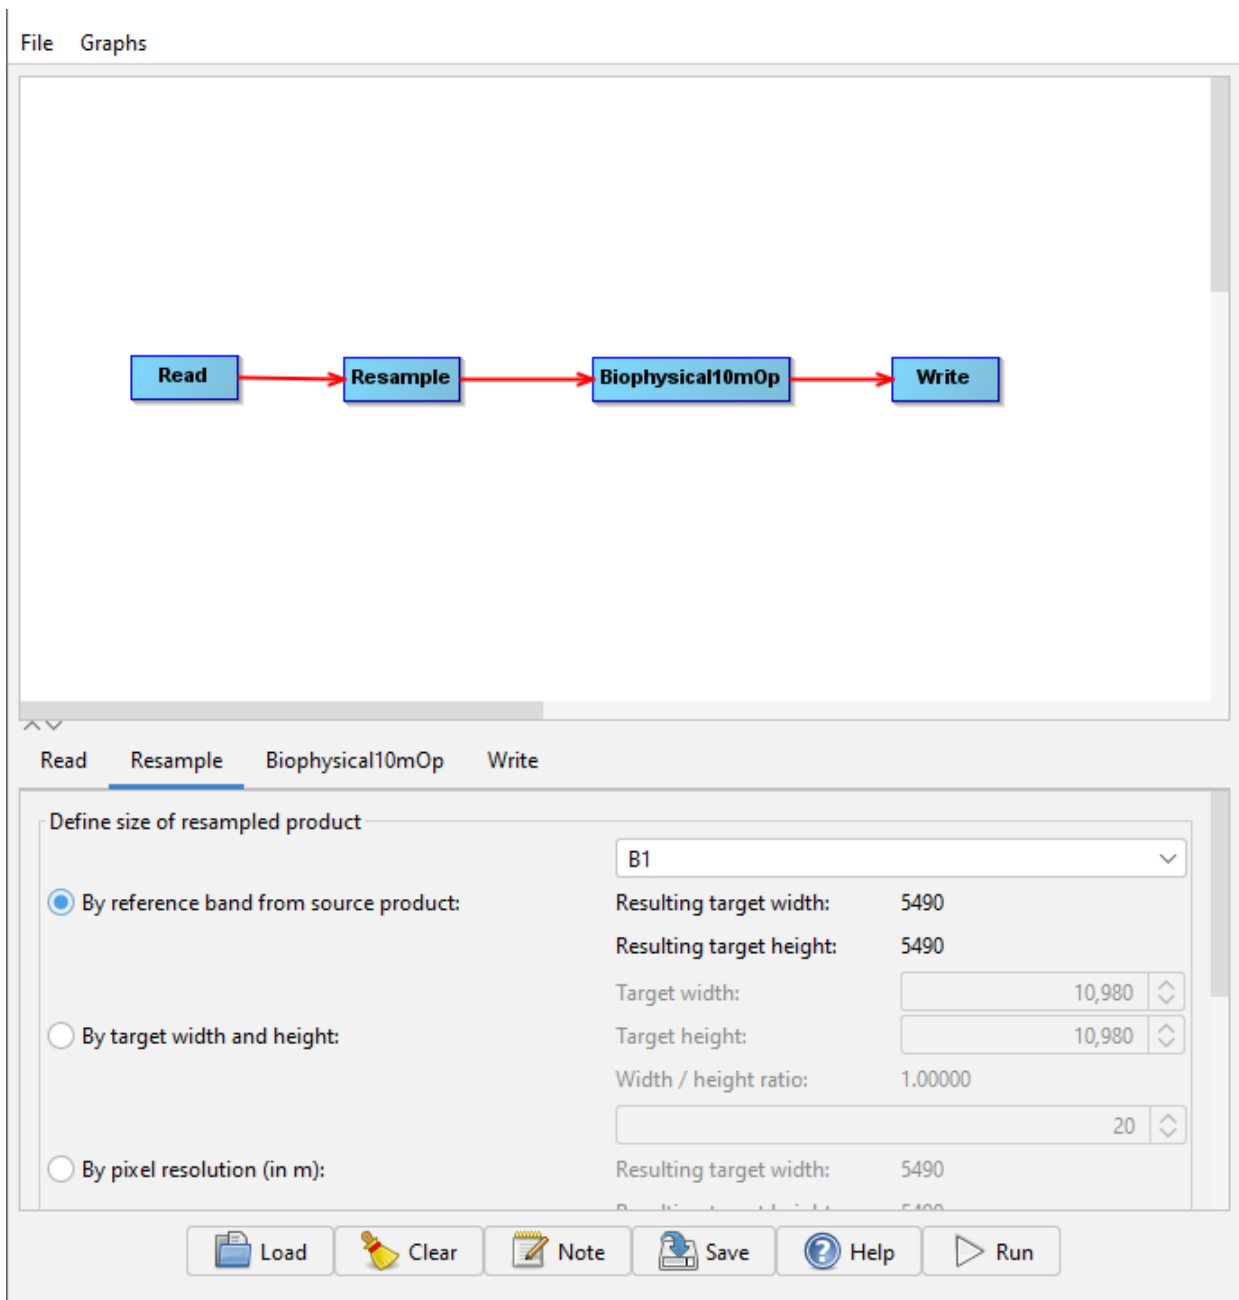 File Graphs
Read Resample Biophysical10mOp Write
Read Resample Biophysical10mOp Write
Define size of resampled product
B1
By reference band from source product: Resulting target width: 5490
Resulting target height: 5490
Target width: 10,980
By target width and height: Target height: 10,980
Width / height ratio: 1.00000
20
By pixel resolution (in m): Resulting target width: 5490
Load Clear Note Save Help Run